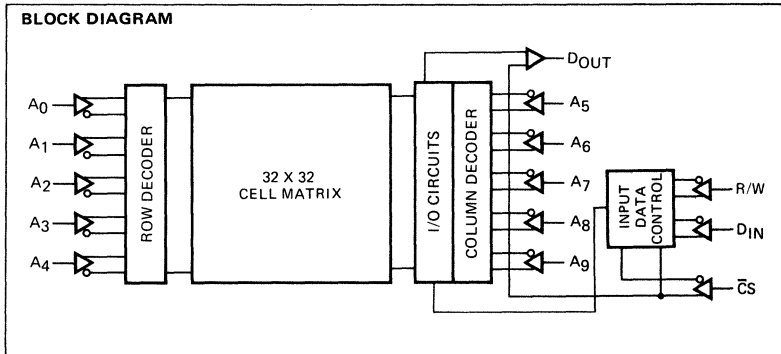 BLOCK DIAGRAM
DOUT
A0
A1
A2
A3
A4
ROW DECODER
32 X 32
CELL MATRIX
I/O CIRCUITS
COLUMN DECODER
A5
A6
A7
A8
A9
INPUT
DATA
CONTROL
R/W
DIN
C̅S̅